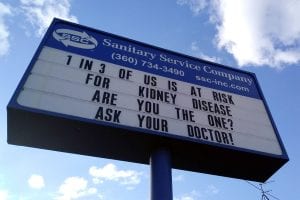 SSC
Sanitary Service Company
(360) 734-3490 ssc-inc.com
1 IN 3 OF US IS AT RISK
FOR KIDNEY DISEASE
ARE YOU THE ONE?
ASK YOUR DOCTOR!